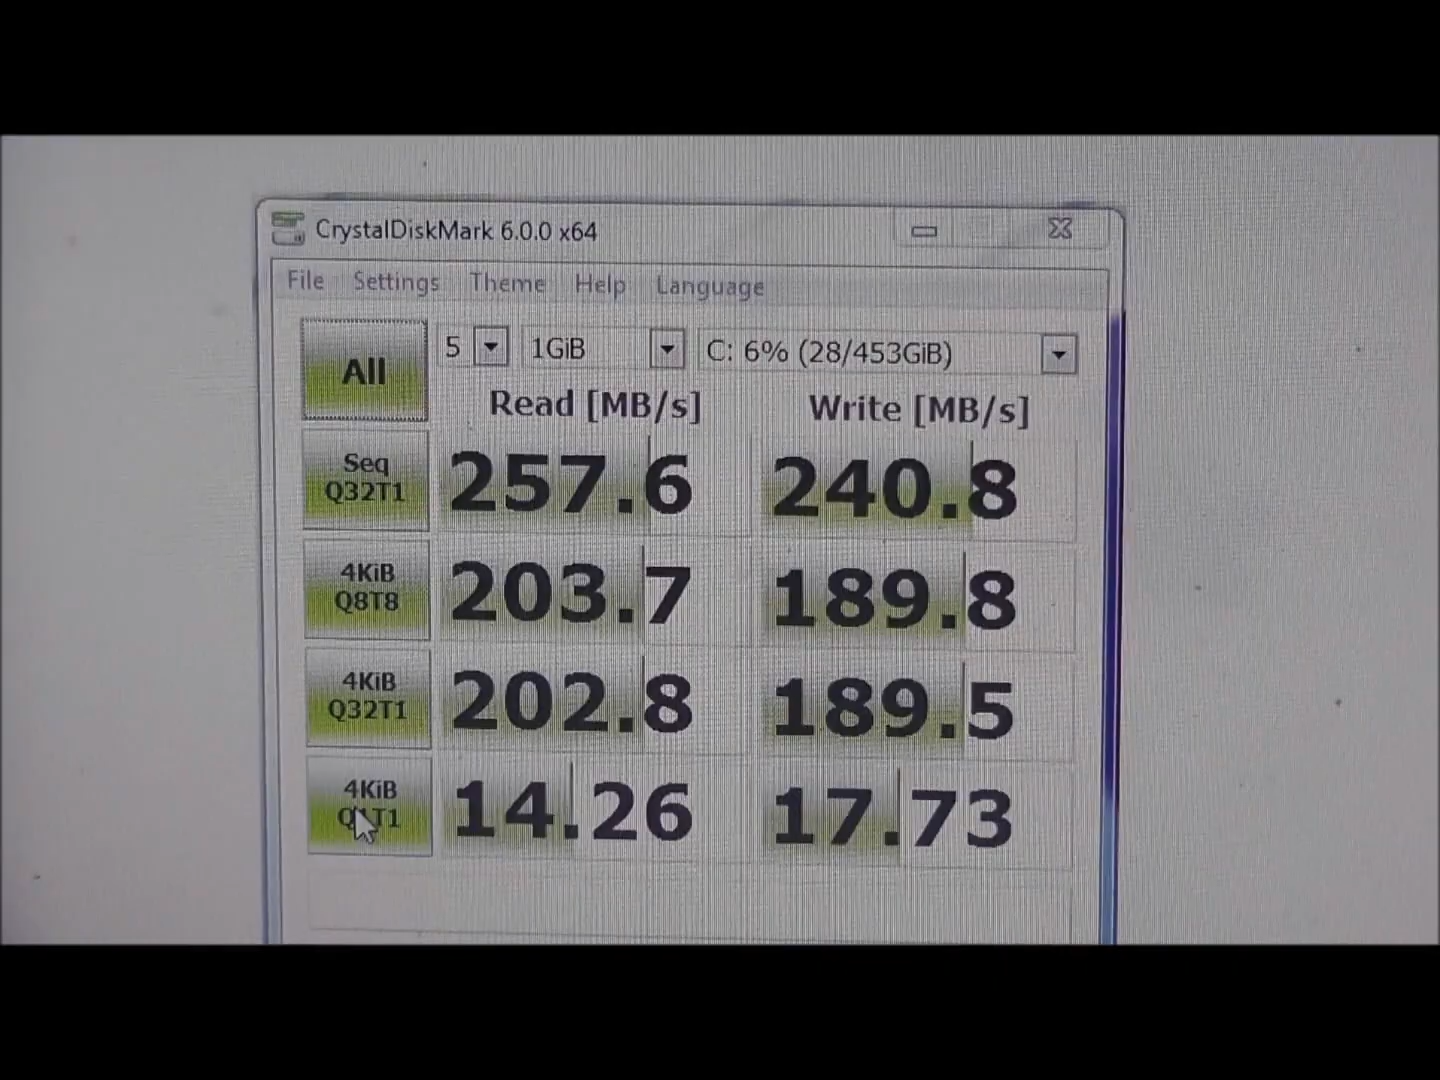 CrystalDiskMark 6.0.0 x64
File Settings Theme Help Language
All 5 1GiB C: 6% (28/453GiB)
Read [MB/s] Write [MB/s]
Seq
Q32T1 257.6 240.8
4KiB
Q8T8 203.7 189.8
4KiB
Q32T1 202.8 189.5
4KiB
Q1T1 14.26 17.73